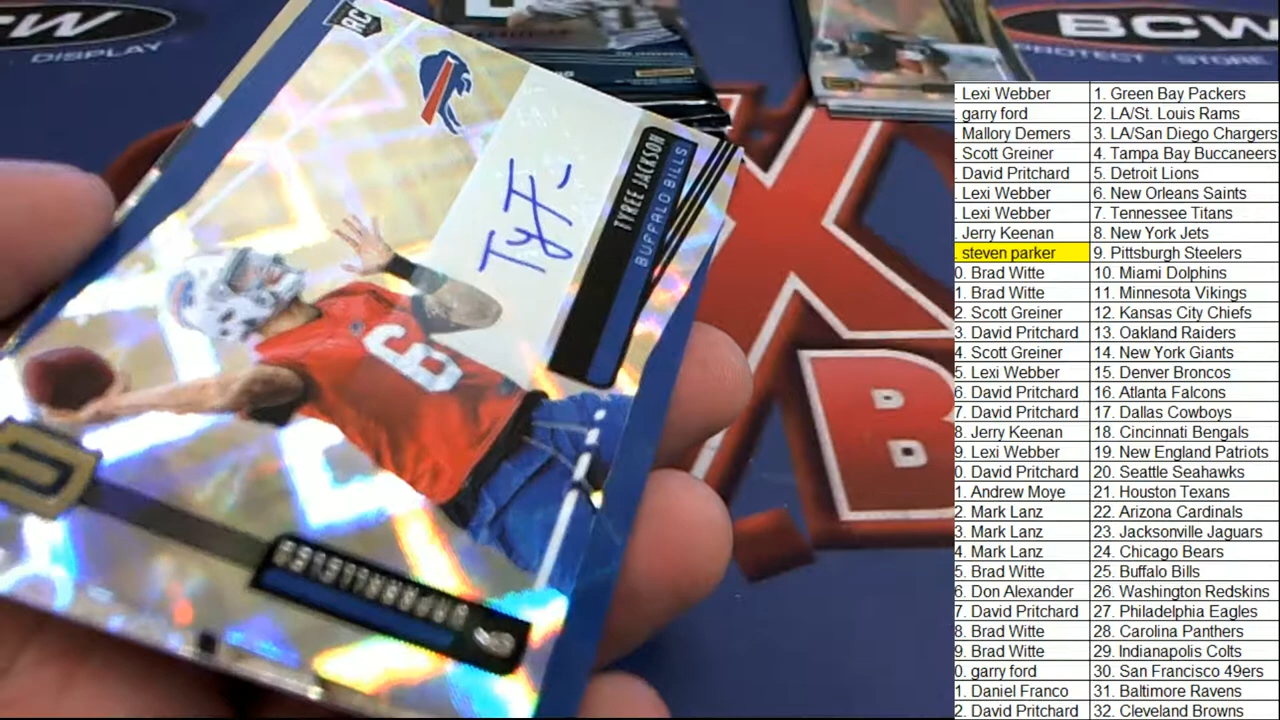 CW
DISPLAY
RC
BCW
PROTECT · STORE
TyJ-
TYREE JACKSON
BUFFALO BILLS
6
U
UNPARALLELED
B
Lexi Webber 1. Green Bay Packers
garry ford 2. LA/St. Louis Rams
Mallory Demers 3. LA/San Diego Chargers
. Scott Greiner 4. Tampa Bay Buccaneers
. David Pritchard 5. Detroit Lions
. Lexi Webber 6. New Orleans Saints
. Lexi Webber 7. Tennessee Titans
. Jerry Keenan 8. New York Jets
. steven parker 9. Pittsburgh Steelers
0. Brad Witte 10. Miami Dolphins
1. Brad Witte 11. Minnesota Vikings
2. Scott Greiner 12. Kansas City Chiefs
3. David Pritchard 13. Oakland Raiders
4. Scott Greiner 14. New York Giants
5. Lexi Webber 15. Denver Broncos
6. David Pritchard 16. Atlanta Falcons
7. David Pritchard 17. Dallas Cowboys
8. Jerry Keenan 18. Cincinnati Bengals
9. Lexi Webber 19. New England Patriots
0. David Pritchard 20. Seattle Seahawks
1. Andrew Moye 21. Houston Texans
2. Mark Lanz 22. Arizona Cardinals
3. Mark Lanz 23. Jacksonville Jaguars
4. Mark Lanz 24. Chicago Bears
5. Brad Witte 25. Buffalo Bills
6. Don Alexander 26. Washington Redskins
7. David Pritchard 27. Philadelphia Eagles
8. Brad Witte 28. Carolina Panthers
9. Brad Witte 29. Indianapolis Colts
0. garry ford 30. San Francisco 49ers
1. Daniel Franco 31. Baltimore Ravens
2. David Pritchard 32. Cleveland Browns